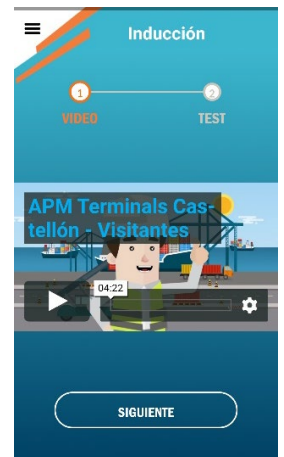 Inducción
1
2
VIDEO
TEST
APM Terminals Cas-
tellón - Visitantes
04:22
SIGUIENTE